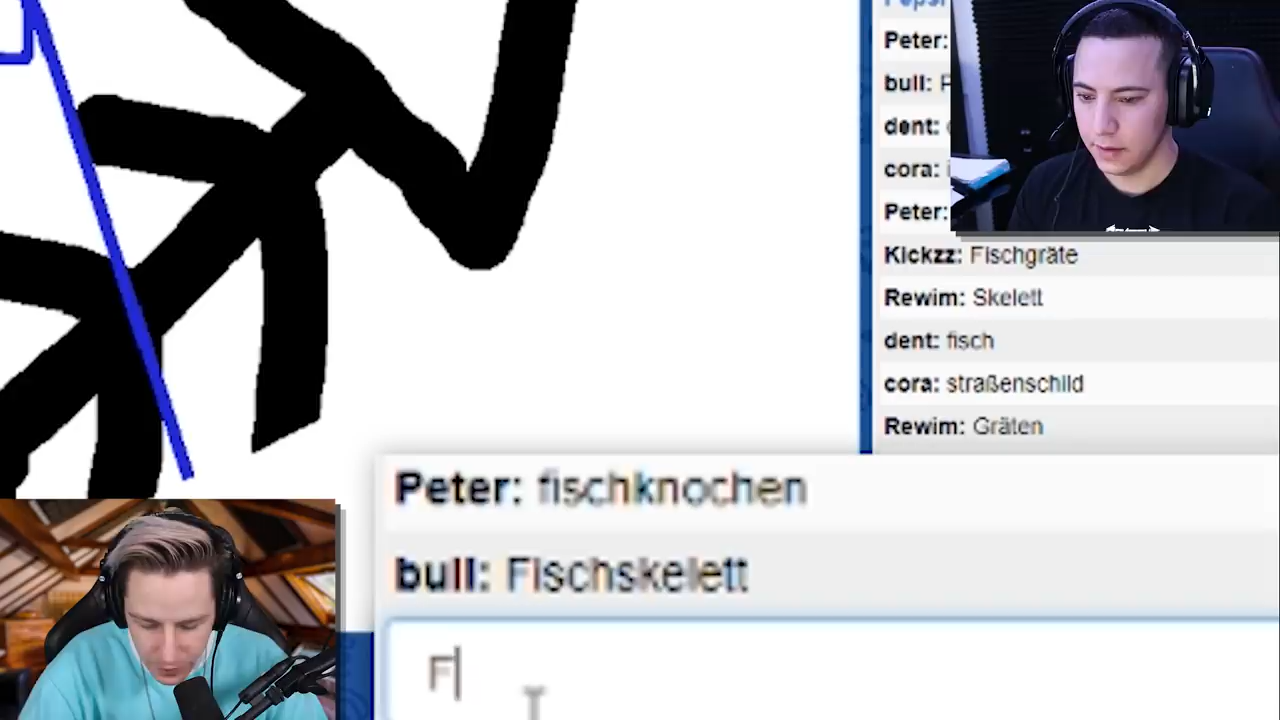 Peter:
bull:
dent:
cora:
Peter:
Kickzz: Fischgräte
Rewim: Skelett
dent: fisch
cora: straßenschild
Rewim: Gräten
Peter: fischknochen
bull: Fischskelett
F